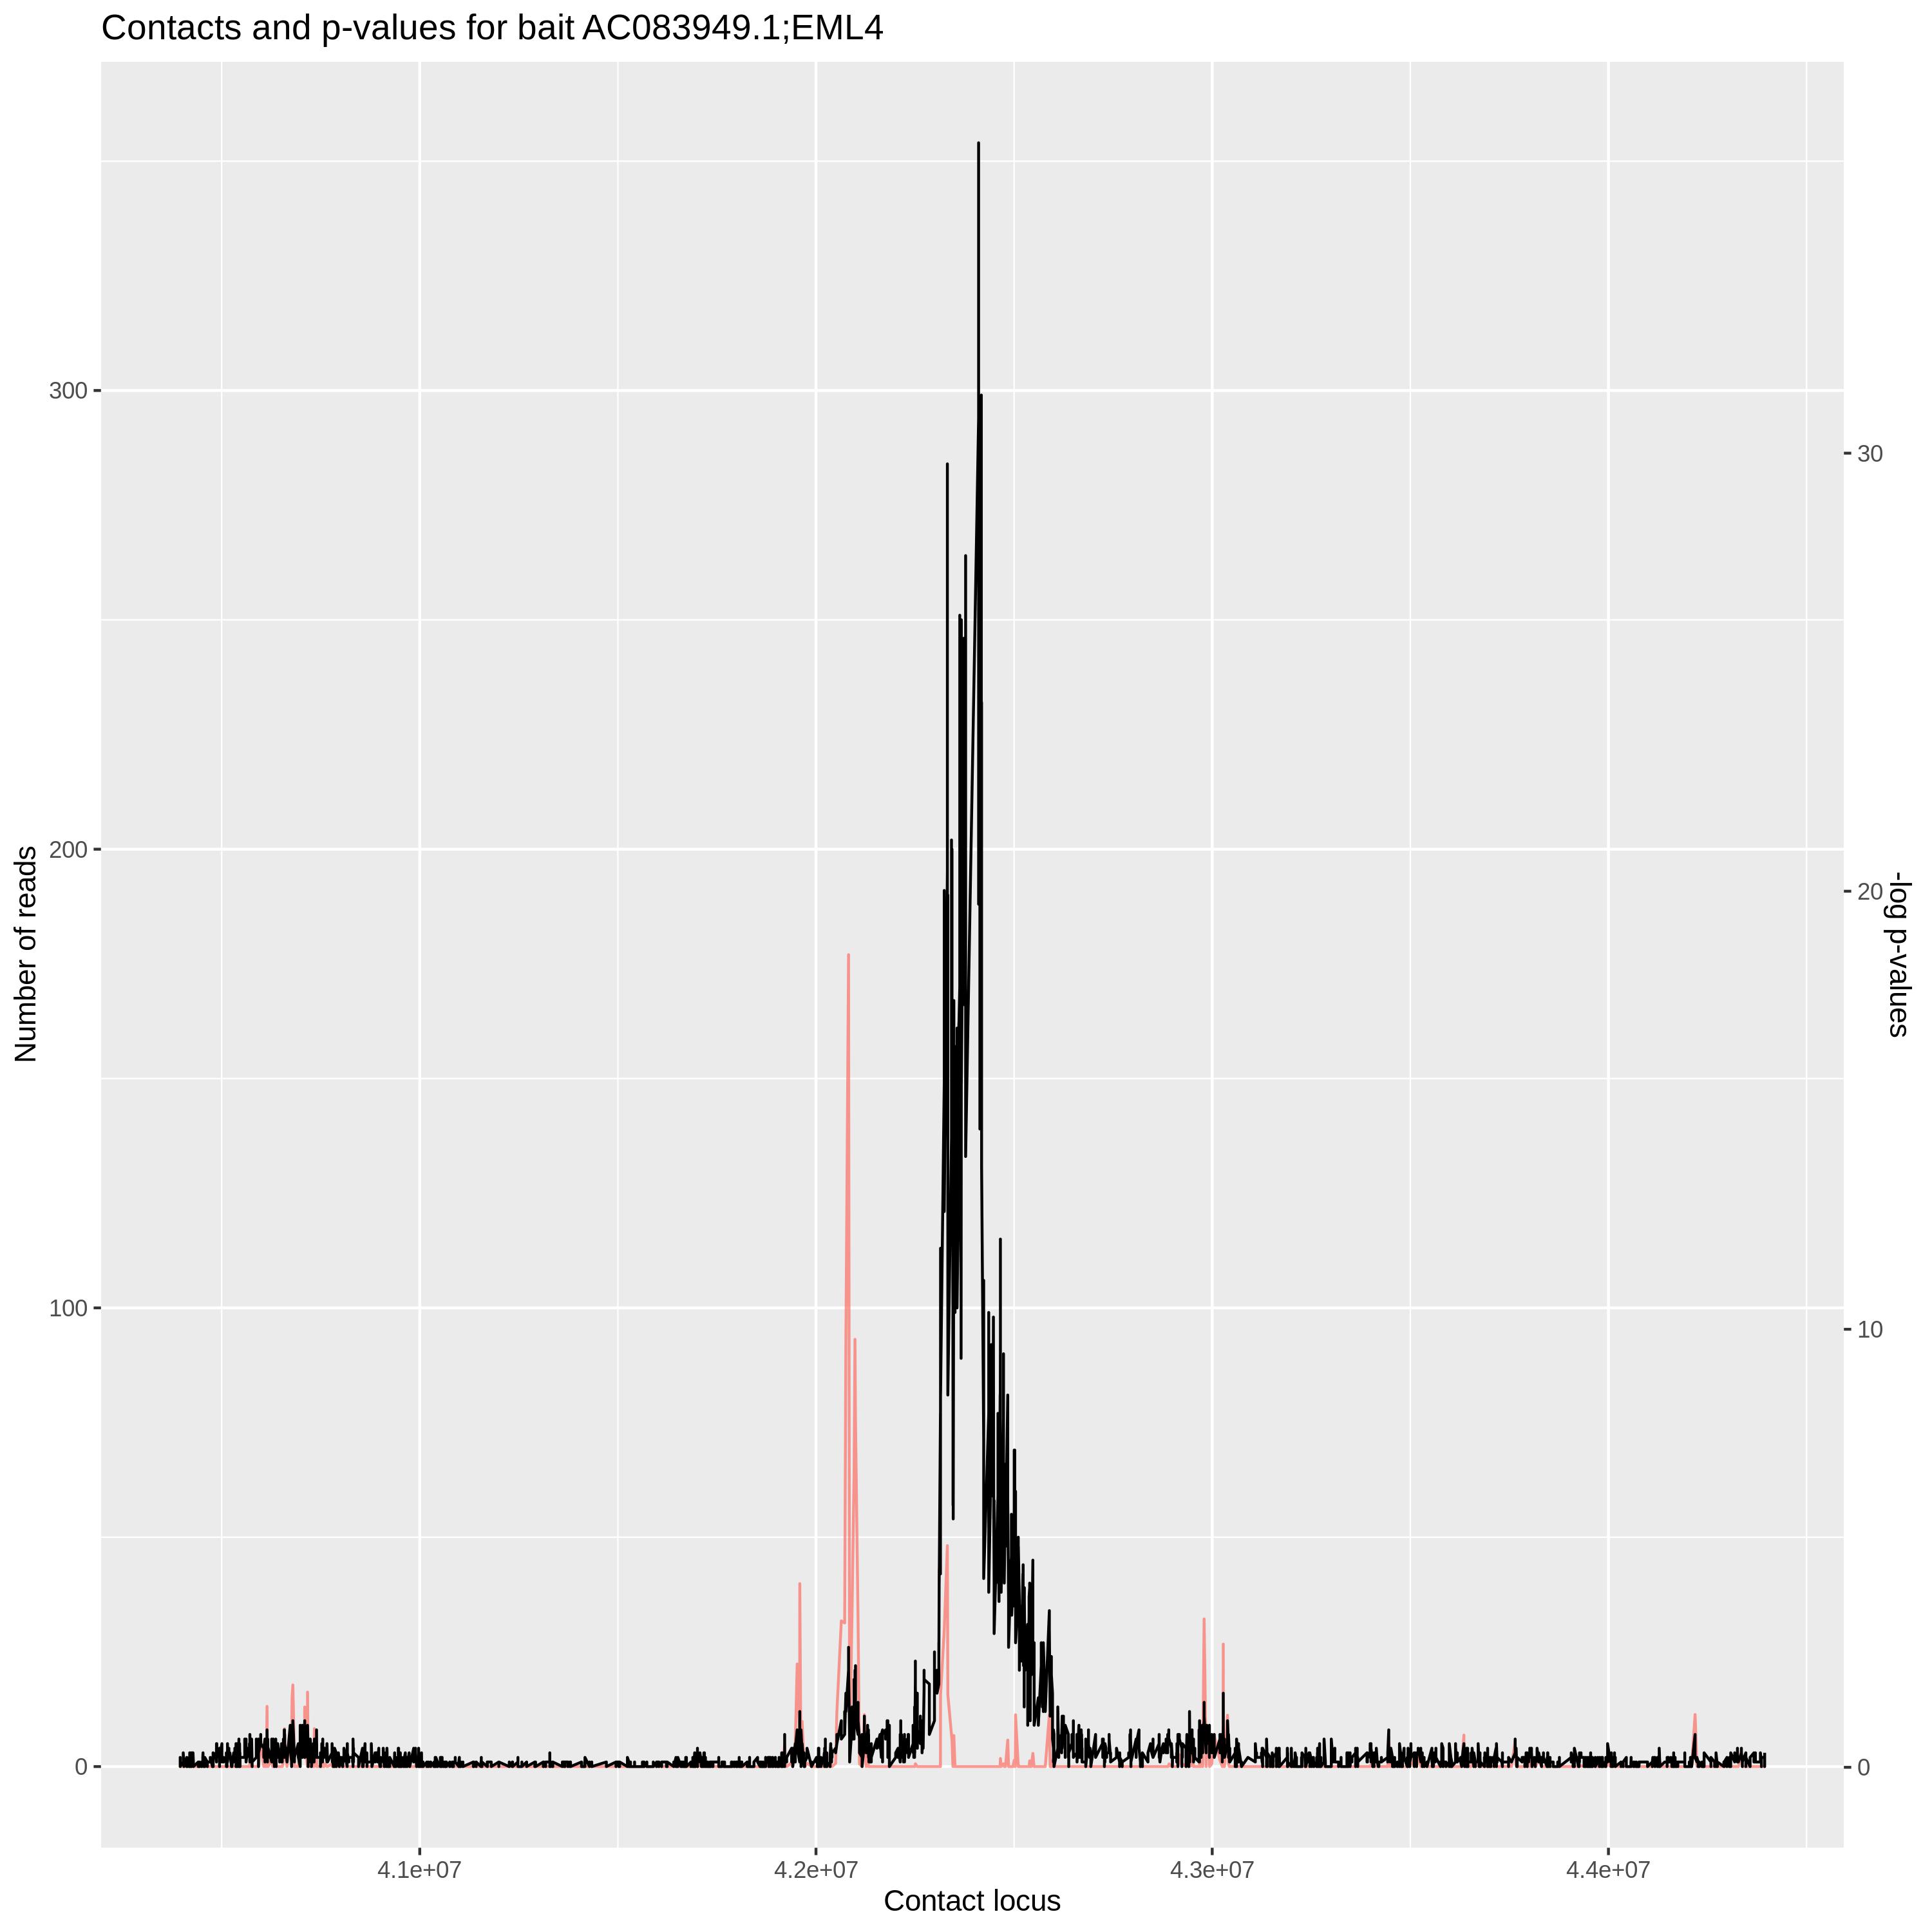 Contacts and p-values for bait AC083949.1;EML4
Number of reads
300
200
100
0
30
20
10
0
-log p-values
4.1e+07
4.2e+07
4.3e+07
4.4e+07
Contact locus